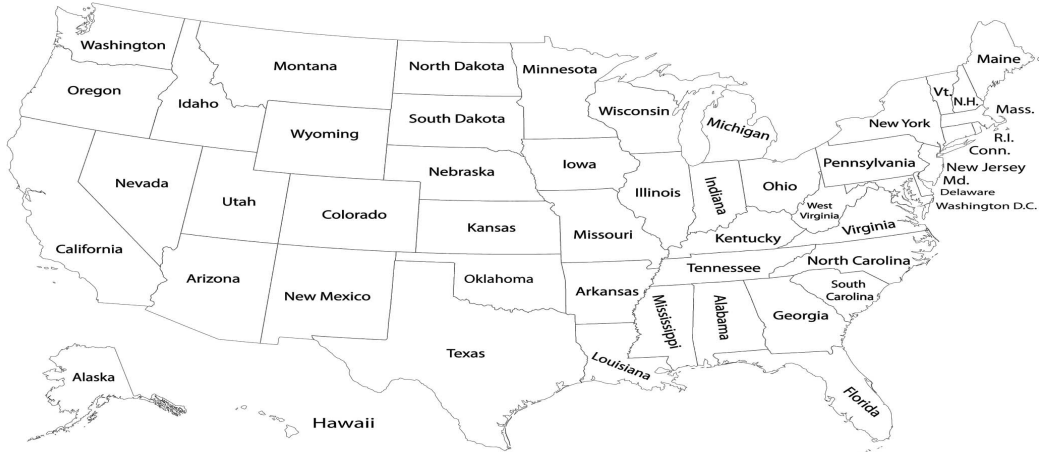 Washington
Montana
North Dakota
Minnesota
Maine
Oregon
Idaho
Wisconsin
Michigan
Vt.
N.H.
Mass.
Wyoming
South Dakota
New York
R.I.
Conn.
Nevada
Utah
Colorado
Nebraska
Iowa
Illinois
Indiana
Ohio
Pennsylvania
New Jersey
Md.
Delaware
Washington D.C.
California
Kansas
Missouri
Kentucky
West
Virginia
Virginia
Arizona
New Mexico
Oklahoma
Arkansas
Tennessee
North Carolina
South
Carolina
Texas
Louisiana
Mississippi
Alabama
Georgia
Florida
Alaska
Hawaii